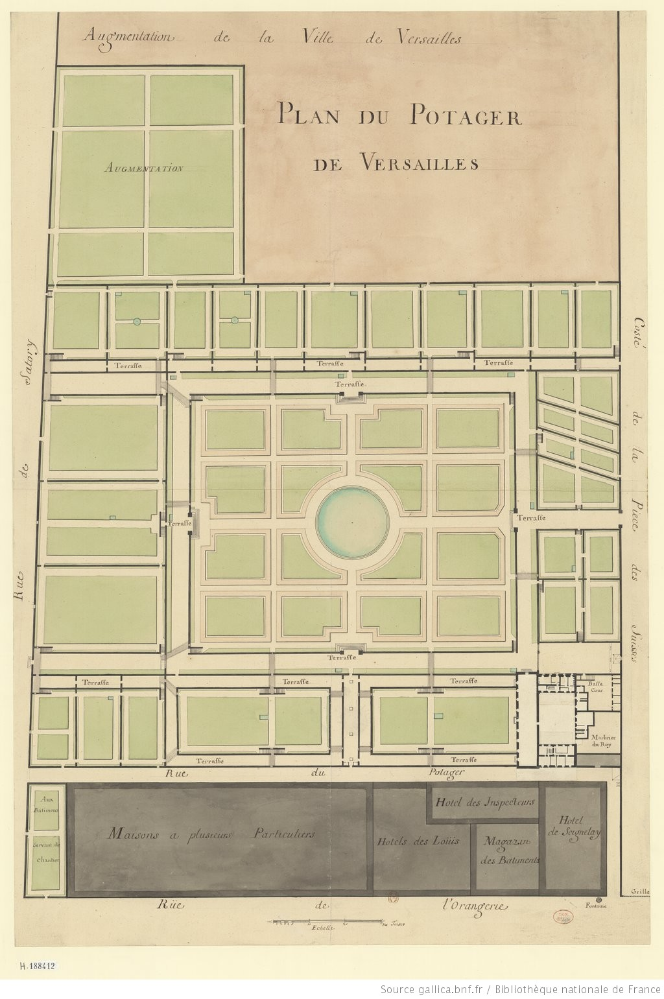 Augmentation de la Ville de Versailles
PLAN DU POTAGER
DE VERSAILLES
AUGMENTATION
Rue de Satory
Costé de la Piece des Suisses
Terrasse
Terrasse
Terrasse
Terrasse
Terrasse
Terrasse
Terrasse
Terrasse
Terrasse
Terrasse
Basse
Cour
Marbrier
du Roy
Terrasse
Terrasse
Rue du Potager
Aux
Batimens
servant de
chantier
Maisons a plusieurs Particuliers
Hotels des Loüis
Hotel des Inspecteurs
Magazin
des Batiments
Hotel
de Seignelay
Grille
Fontaine
Rüe de l'Orangerie
Echelle
30 Toises
H.188412
Source gallica.bnf.fr / Bibliothèque nationale de France